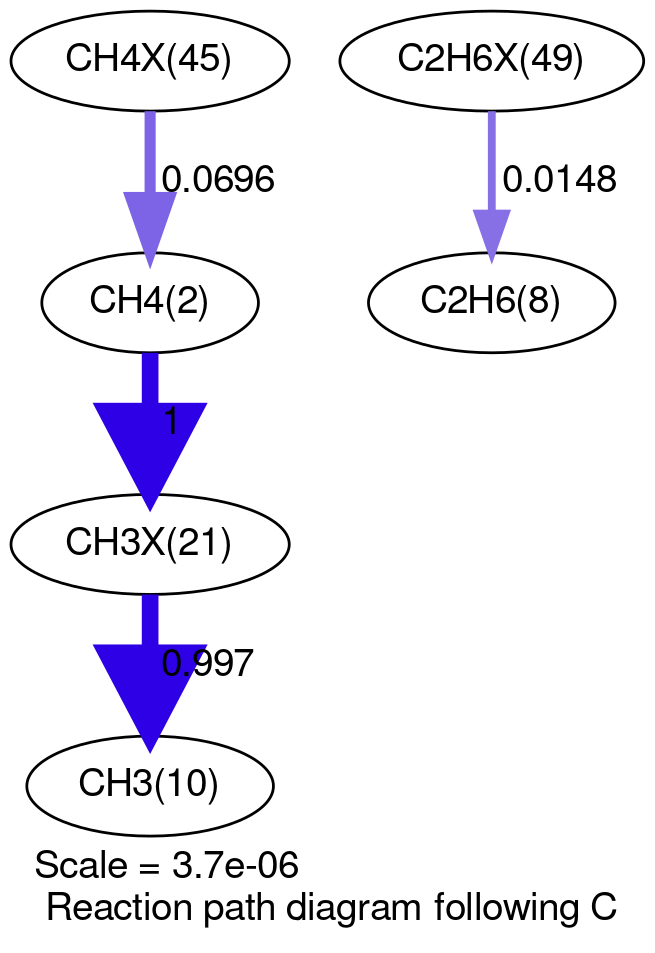 CH4X(45)
C2H6X(49)
0.0696
0.0148
CH4(2)
C2H6(8)
1
CH3X(21)
0.997
CH3(10)
Scale = 3.7e-06
Reaction path diagram following C